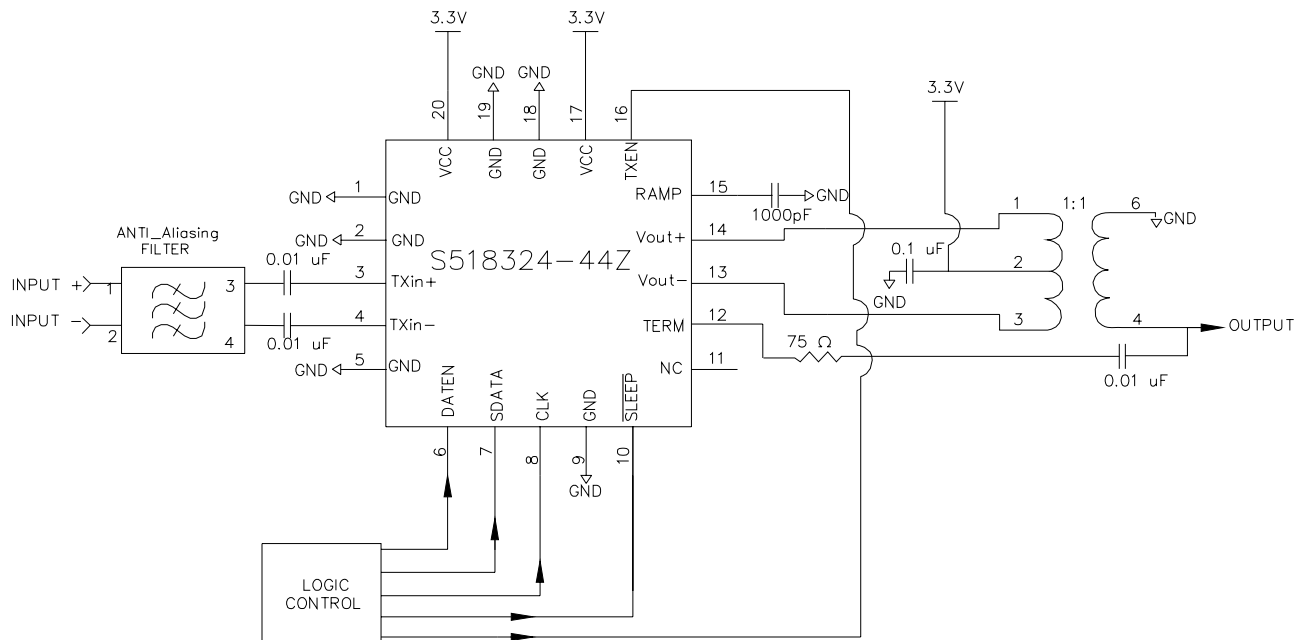 3.3V
3.3V
GND
GND
3.3V
20
19
18
17
16
VCC
GND
GND
VCC
TXEN
GND
1
GND
RAMP
15
1000pF
GND
ANTI_Aliasing
FILTER
GND
2
GND
Vout+
14
1
1:1
6
GND
S518324-44Z
0.01 uF
INPUT +
1
3
3
TXin+
Vout-
13
0.1 uF
GND
2
INPUT -
2
4
4
TXin-
0.01 uF
TERM
12
3
4
OUTPUT
75 Ω
0.01 uF
GND
5
GND
NC
11
DATEN
SDATA
CLK
GND
SLEEP
6
7
8
9
10
GND
LOGIC
CONTROL